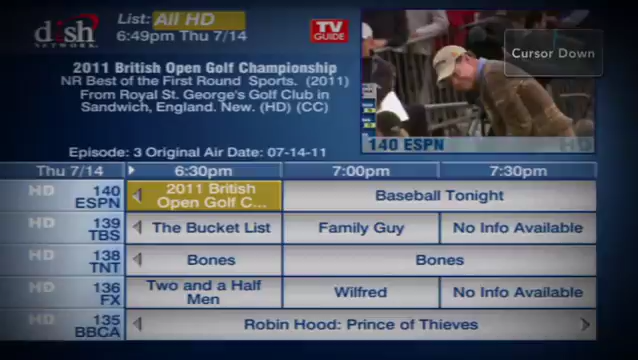 dish
NETWORK
List: All HD
6:49pm Thu 7/14
TV
GUIDE
Cursor Down
2011 British Open Golf Championship
NR Best of the First Round Sports. (2011)
From Royal St. George's Golf Club in
Sandwich, England. New. (HD) (CC)
140 ESPN
HD
Episode: 3 Original Air Date: 07-14-11
Thu 7/14 6:30pm 7:00pm 7:30pm
HD 140 ESPN 2011 British Open Golf C... Baseball Tonight
HD 139 TBS The Bucket List Family Guy No Info Available
HD 138 TNT Bones Bones
HD 136 FX Two and a Half Men Wilfred No Info Available
HD 135 BBCA Robin Hood: Prince of Thieves